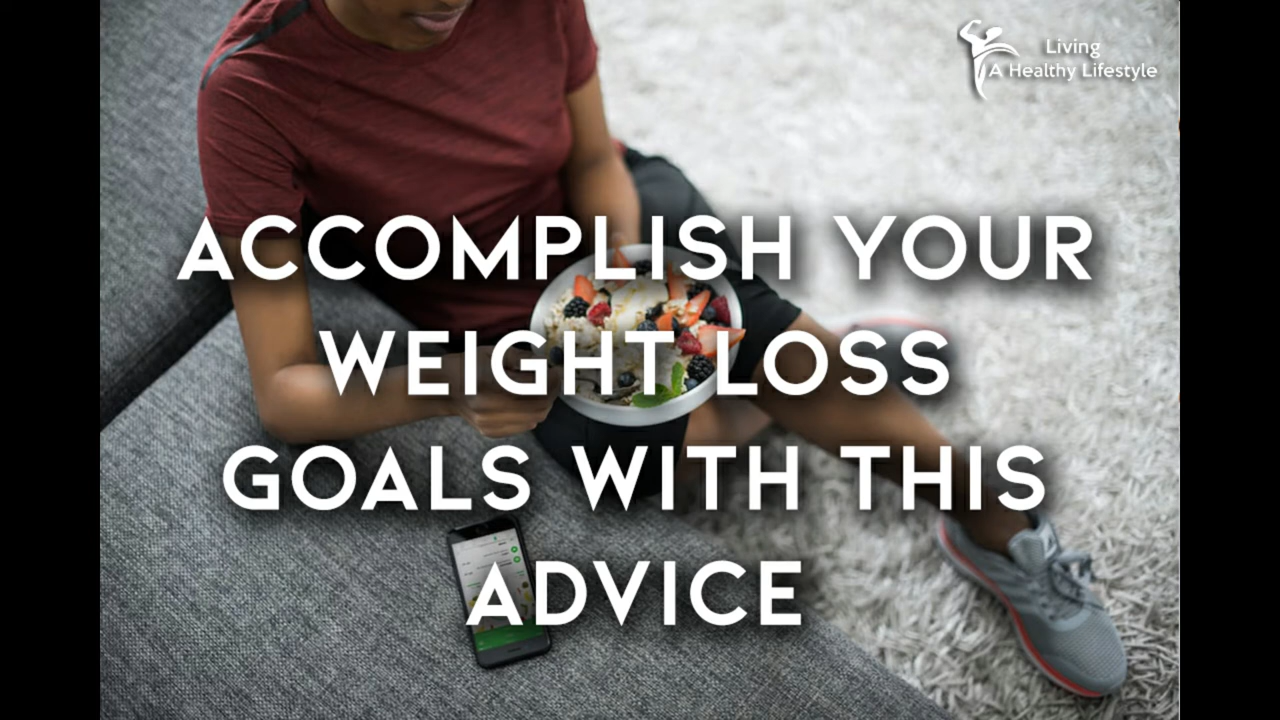 Living
A Healthy Lifestyle
ACCOMPLISH YOUR
WEIGHT LOSS
GOALS WITH THIS
ADVICE